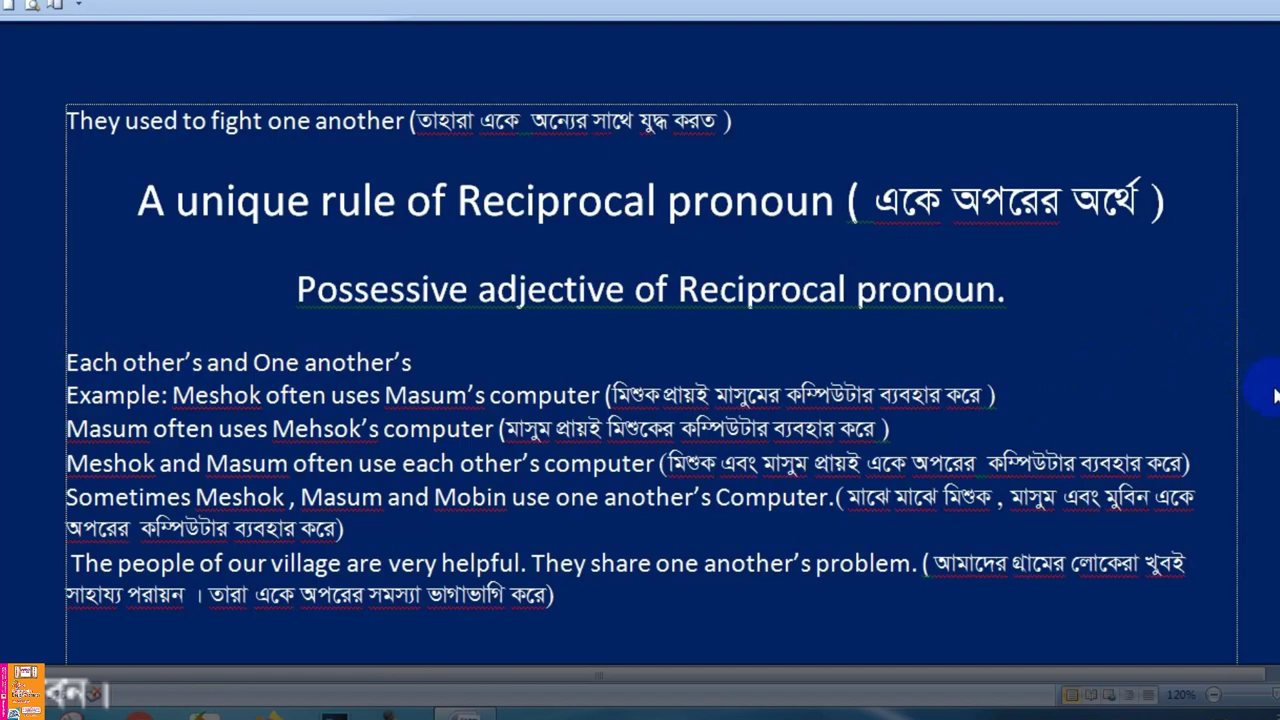 They used to fight one another (তাহারা একে অন্যের সাথে যুদ্ধ করত )
A unique rule of Reciprocal pronoun ( একে অপরের অর্থে )
Possessive adjective of Reciprocal pronoun.
Each other’s and One another’s
Example: Meshok often uses Masum’s computer (মিশুক প্রায়ই মাসুমের কম্পিউটার ব্যবহার করে )
Masum often uses Mehsok’s computer (মাসুম প্রায়ই মিশুকের কম্পিউটার ব্যবহার করে )
Meshok and Masum often use each other’s computer (মিশুক এবং মাসুম প্রায়ই একে অপরের কম্পিউটার ব্যবহার করে)
Sometimes Meshok , Masum and Mobin use one another’s Computer.( মাঝে মাঝে মিশুক , মাসুম এবং মুবিন একে
অপরের কম্পিউটার ব্যবহার করে)
The people of our village are very helpful. They share one another’s problem. ( আমাদের গ্রামের লোকেরা খুবই
সাহায্য পরায়ন । তারা একে অপরের সমস্যা ভাগাভাগি করে)
120%